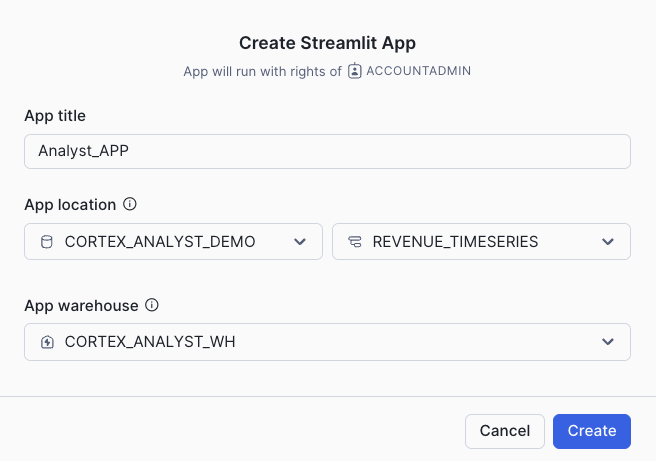 Create Streamlit App
App will run with rights of ACCOUNTADMIN
App title
Analyst_APP
App location
CORTEX_ANALYST_DEMO REVENUE_TIMESERIES
App warehouse
CORTEX_ANALYST_WH
Cancel Create